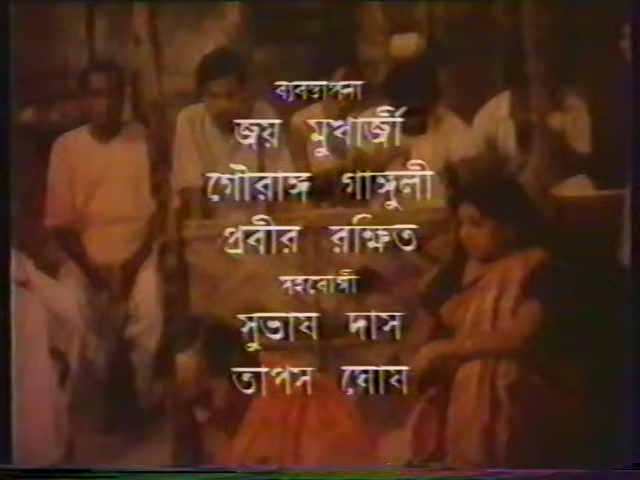 ব্যবস্থাপনা
জয় মুখার্জী
গৌরাঙ্গ গাঙ্গুলী
প্রবীর রক্ষিত
সহযোগী
সুভাষ দাস
তাপস ঘোষ